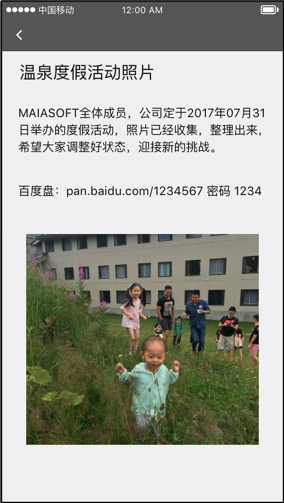 中国移动 12:00 AM
温泉度假活动照片
MAIASOFT全体成员，公司定于2017年07月31
日举办的度假活动，照片已经收集，整理出来，
希望大家调整好状态，迎接新的挑战。
百度盘：pan.baidu.com/1234567 密码 1234